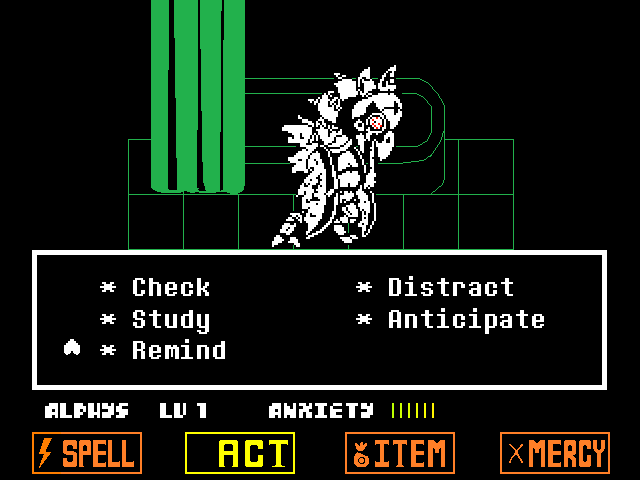 * Check
* Distract
* Study
* Anticipate
* Remind
ALPHYS LV 1 ANXIETY
SPELL ACT ITEM MERCY